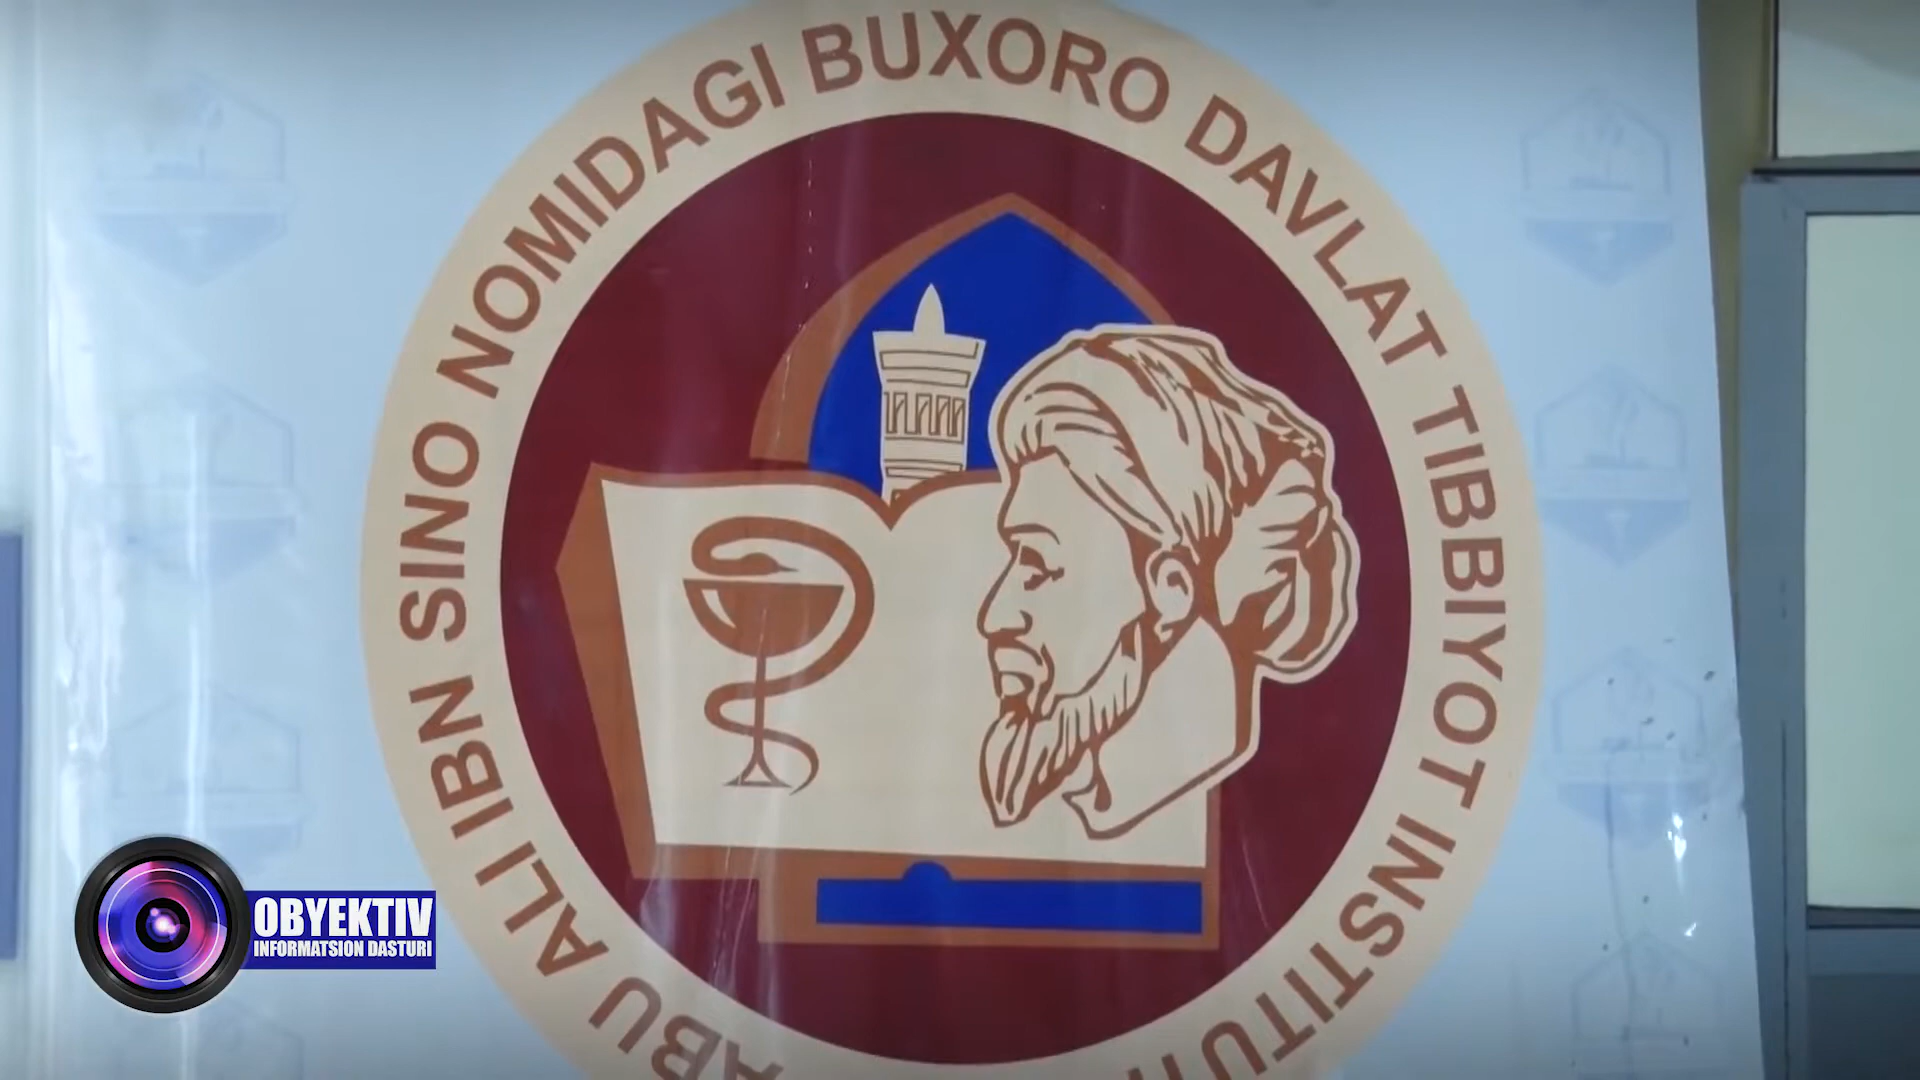 ABU ALI IBN SINO NOMIDAGI BUXORO DAVLAT TIBBIYOT INSTITUTI
OBYEKTIV
INFORMATSION DASTURI